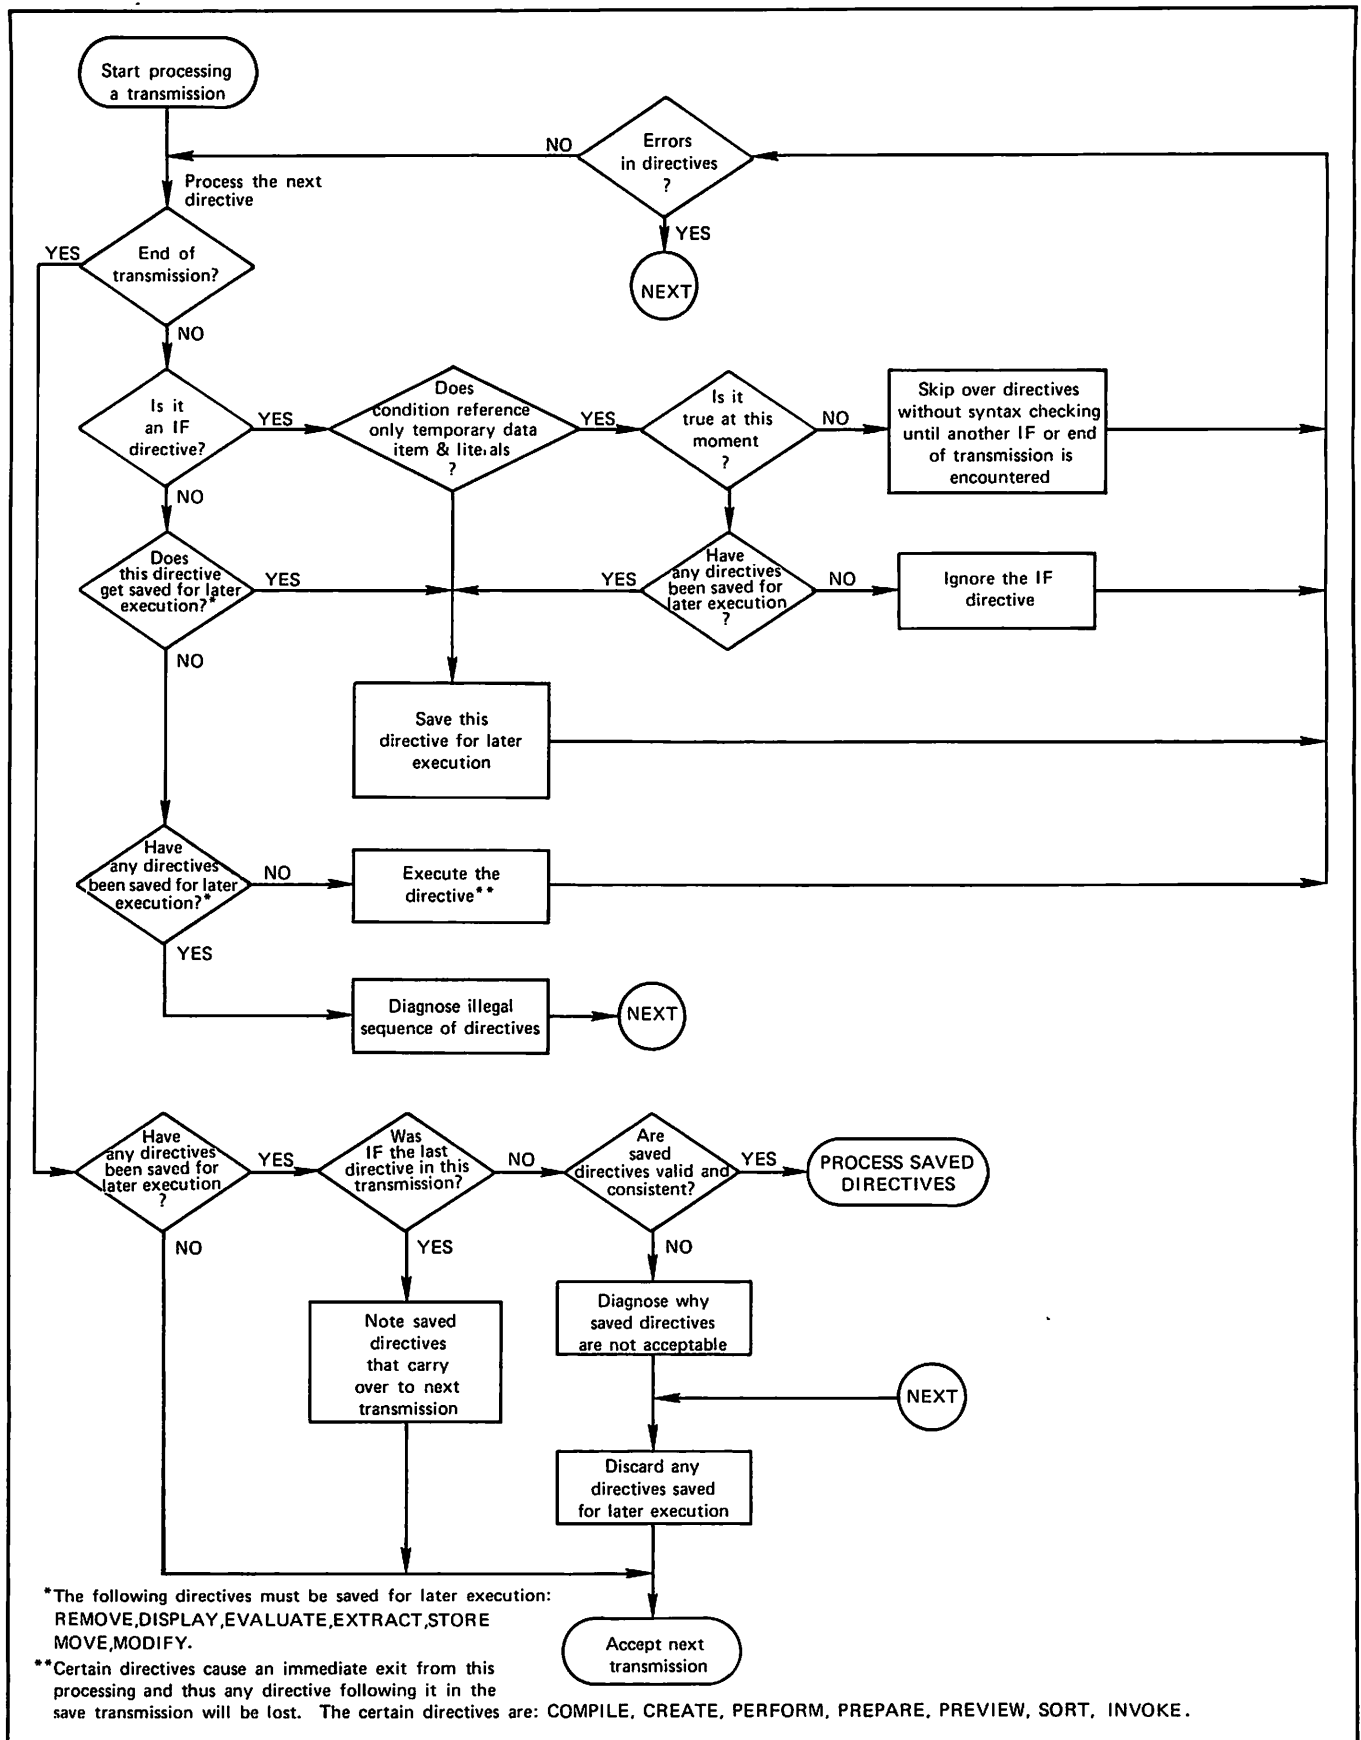 Start processing
a transmission
NO
Errors
in directives
?
Process the next
directive
YES
NEXT
YES
End of
transmission?
NO
Is it
an IF
directive?
YES
Does
condition reference
only temporary data
item & literals
?
YES
Is it
true at this
moment
?
NO
Skip over directives
without syntax checking
until another IF or end
of transmission is
encountered
NO
Does
this directive
get saved for later
execution?*
YES
YES
Have
any directives
been saved for
later execution
?
NO
Ignore the IF
directive
NO
Save this
directive for later
execution
Have
any directives
been saved for later
execution?*
NO
Execute the
directive**
YES
Diagnose illegal
sequence of directives
NEXT
Have
any directives
been saved for
later execution
?
YES
Was
IF the last
directive in this
transmission?
NO
Are
saved
directives valid and
consistent?
YES
PROCESS SAVED
DIRECTIVES
NO
YES
NO
Note saved
directives
that carry
over to next
transmission
Diagnose why
saved directives
are not acceptable
NEXT
Discard any
directives saved
for later execution
Accept next
transmission
*The following directives must be saved for later execution:
REMOVE,DISPLAY,EVALUATE,EXTRACT,STORE
MOVE,MODIFY.
**Certain directives cause an immediate exit from this
processing and thus any directive following it in the
save transmission will be lost. The certain directives are: COMPILE, CREATE, PERFORM, PREPARE, PREVIEW, SORT, INVOKE.